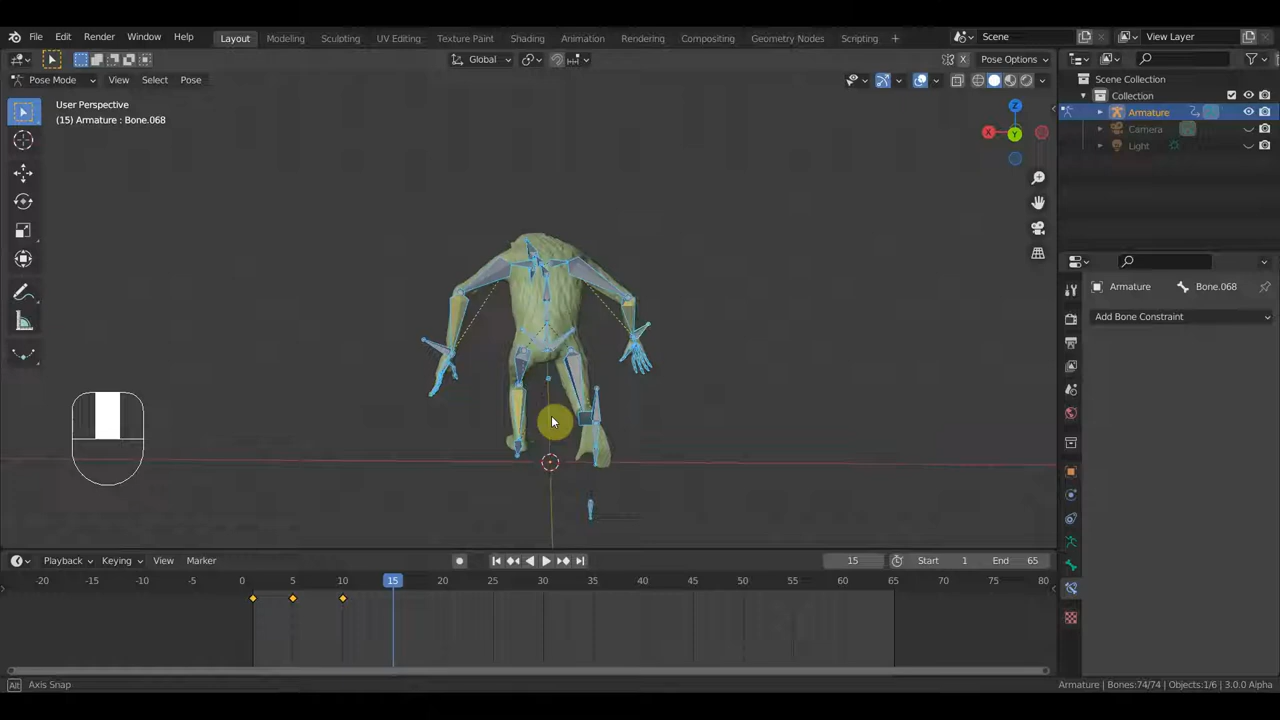 File Edit Render Window Help Layout Modeling Sculpting UV Editing Texture Paint Shading Animation Rendering Compositing Geometry Nodes Scripting + Scene View Layer
Global Pose Options
Pose Mode View Select Pose
Scene Collection
Collection
Armature
Camera
Light
User Perspective
(15) Armature : Bone.068
Z
X
Y
Armature Bone.068
Add Bone Constraint
Playback Keying View Marker 15 Start 1 End 65
-20 -10 0 5 10 15 20 25 30 35 40 45 50 55 60 65 70 75 80
Alt Axis Snap Armature | Bones:74/74 | Objects:1/6 | 3.0.0 Alpha